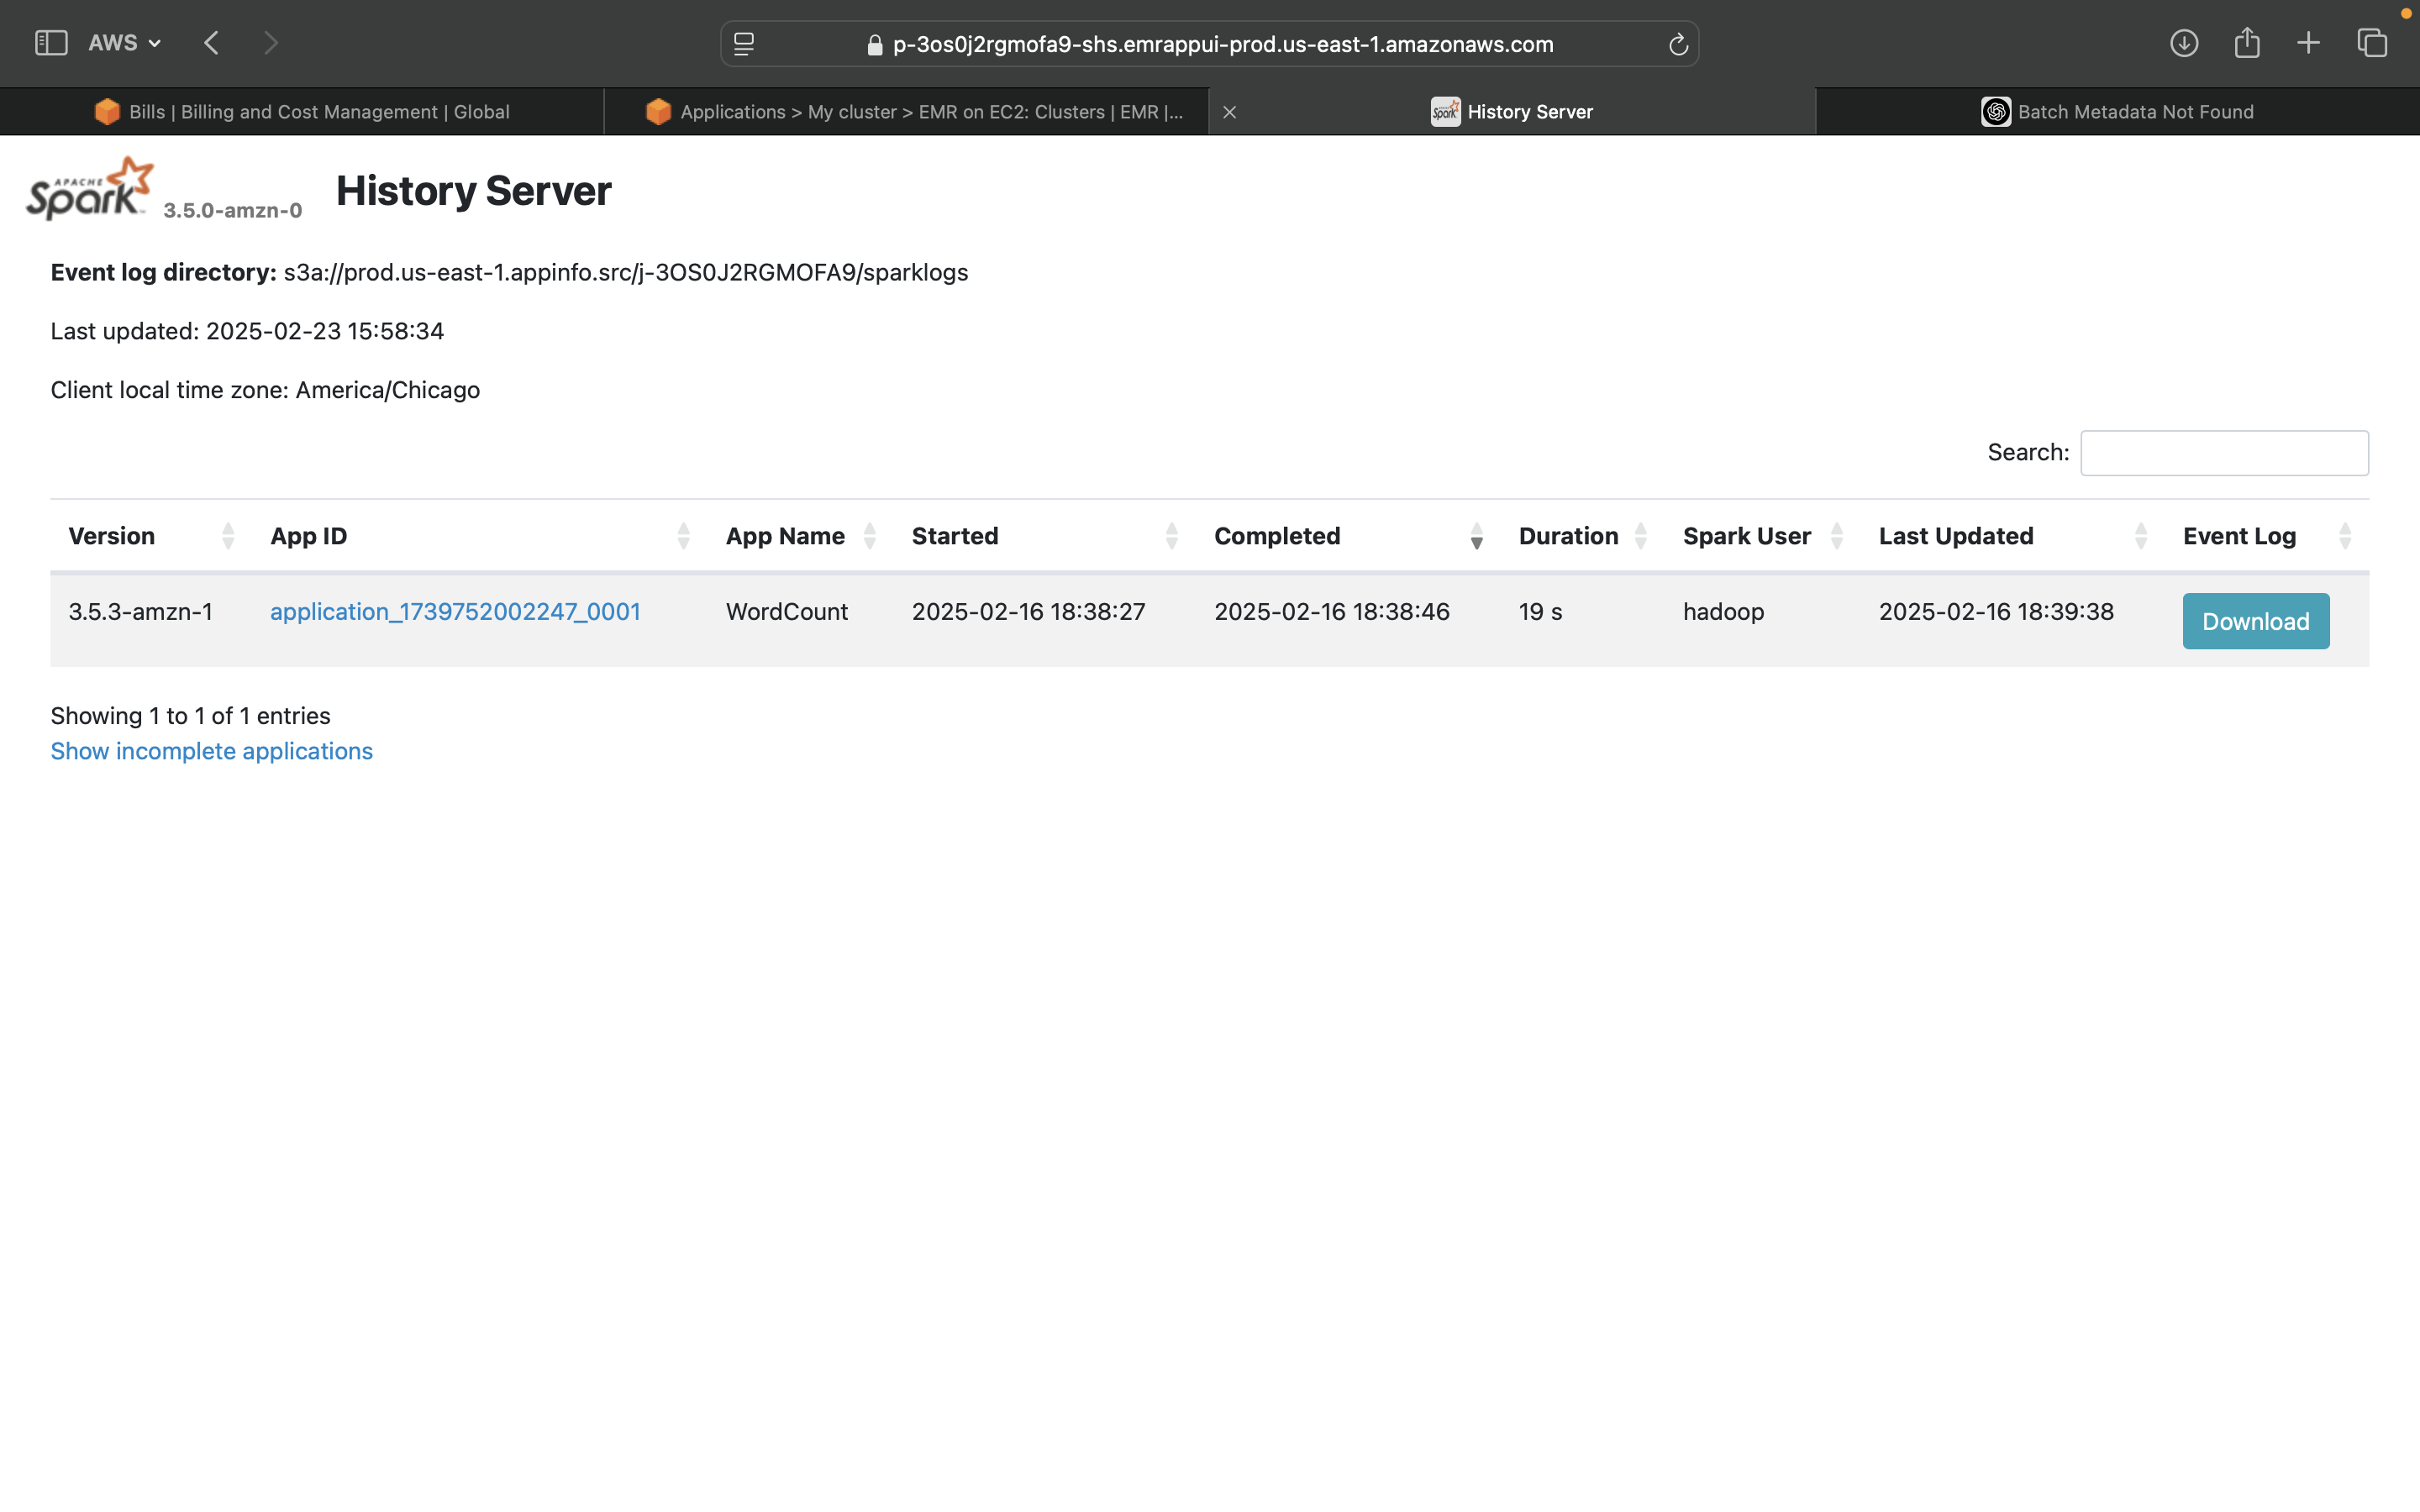 AWS
p-3os0j2rgmofa9-shs.emrappui-prod.us-east-1.amazonaws.com
Bills | Billing and Cost Management | Global
Applications > My cluster > EMR on EC2: Clusters | EMR |...
History Server
Batch Metadata Not Found
APACHE Spark 3.5.0-amzn-0 History Server
Event log directory: s3a://prod.us-east-1.appinfo.src/j-3OS0J2RGMOFA9/sparklogs
Last updated: 2025-02-23 15:58:34
Client local time zone: America/Chicago
Search:
Version App ID App Name Started Completed Duration Spark User Last Updated Event Log
3.5.3-amzn-1 application_1739752002247_0001 WordCount 2025-02-16 18:38:27 2025-02-16 18:38:46 19 s hadoop 2025-02-16 18:39:38 Download
Showing 1 to 1 of 1 entries
Show incomplete applications